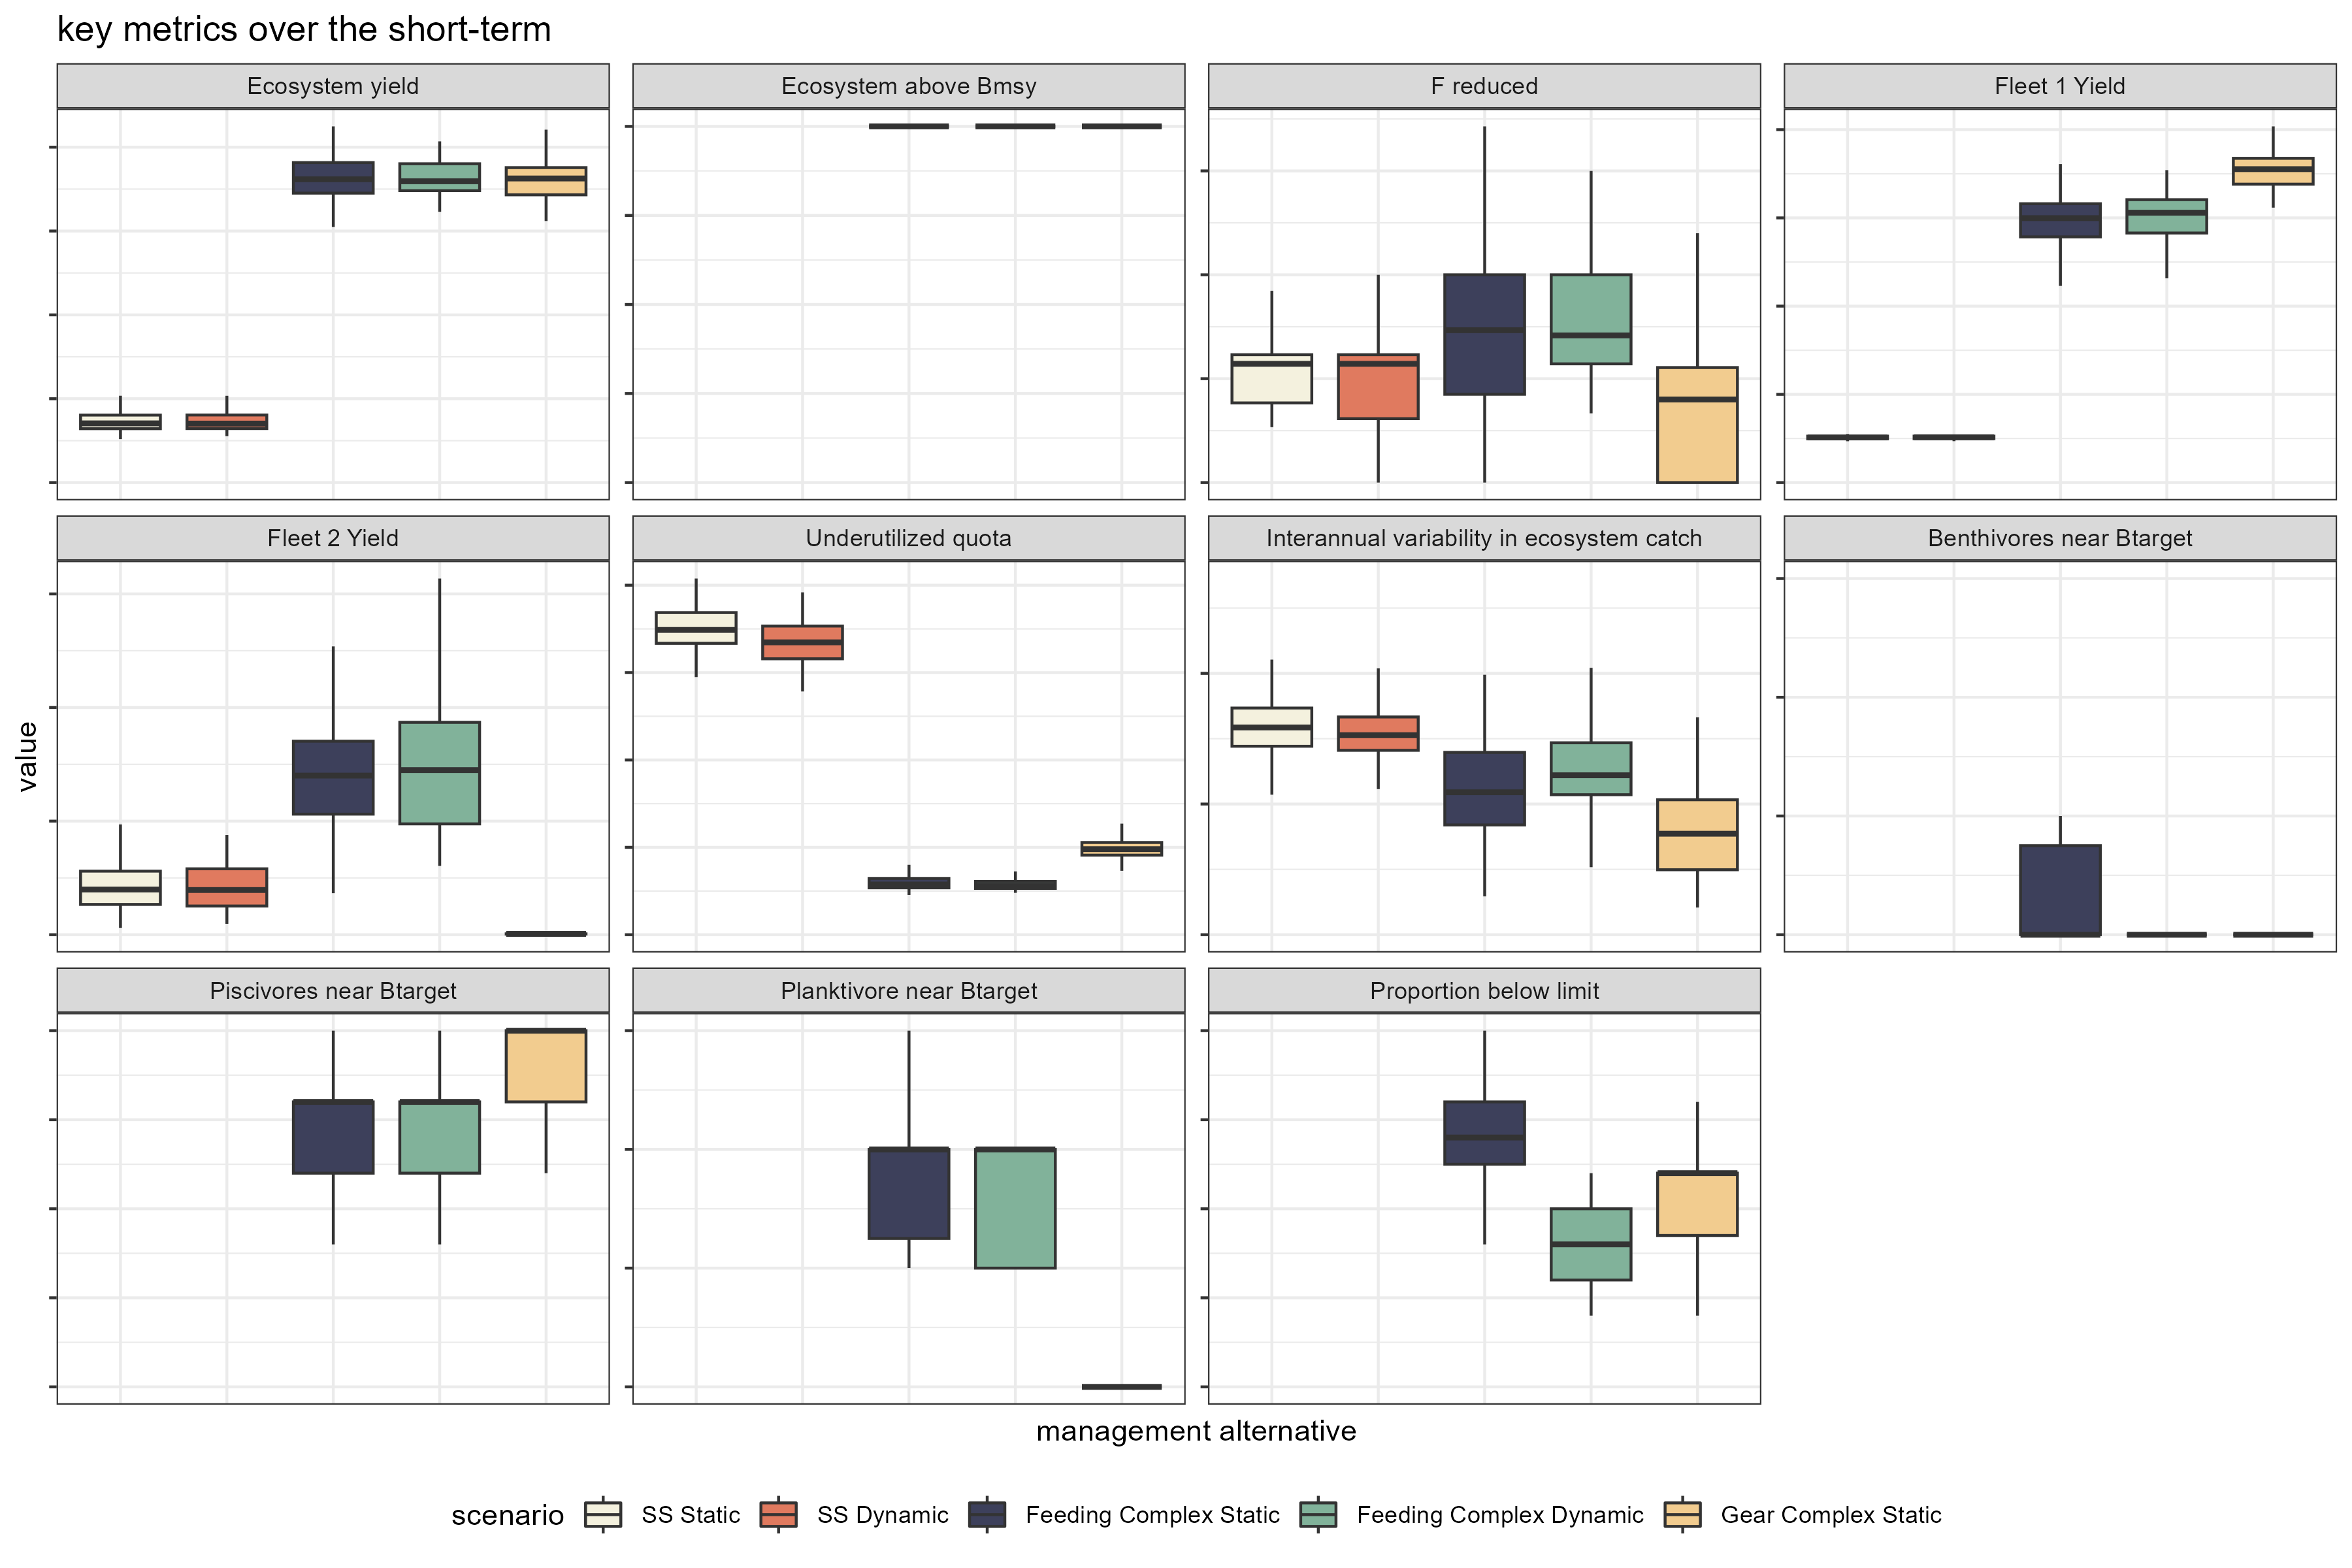 key metrics over the short-term
Ecosystem yield
Ecosystem above Bmsy
F reduced
Fleet 1 Yield
Fleet 2 Yield
Underutilized quota
Interannual variability in ecosystem catch
Benthivores near Btarget
Piscivores near Btarget
Planktivore near Btarget
Proportion below limit
value
management alternative
scenario SS Static SS Dynamic Feeding Complex Static Feeding Complex Dynamic Gear Complex Static